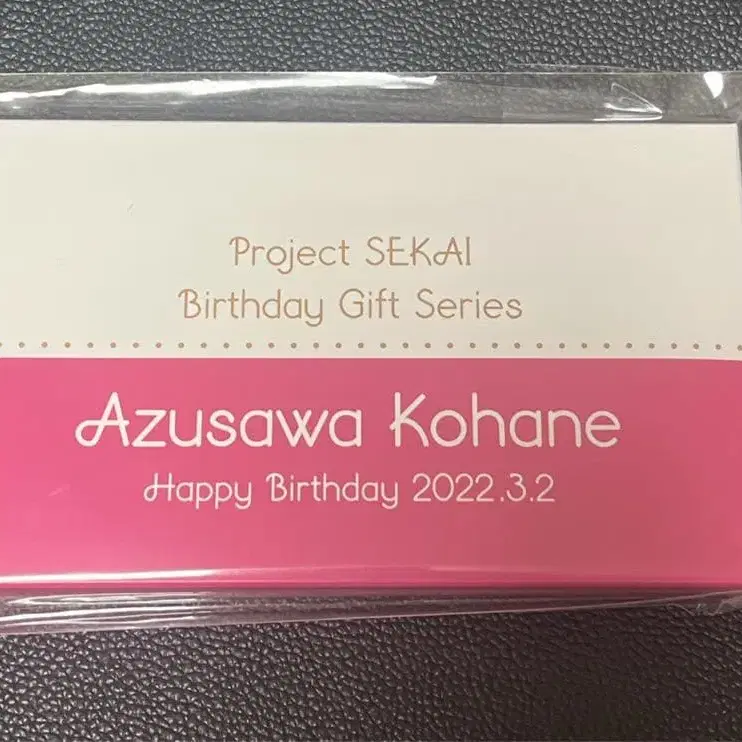 Project SEKAI
Birthday Gift Series
Azusawa Kohane
Happy Birthday 2022.3.2